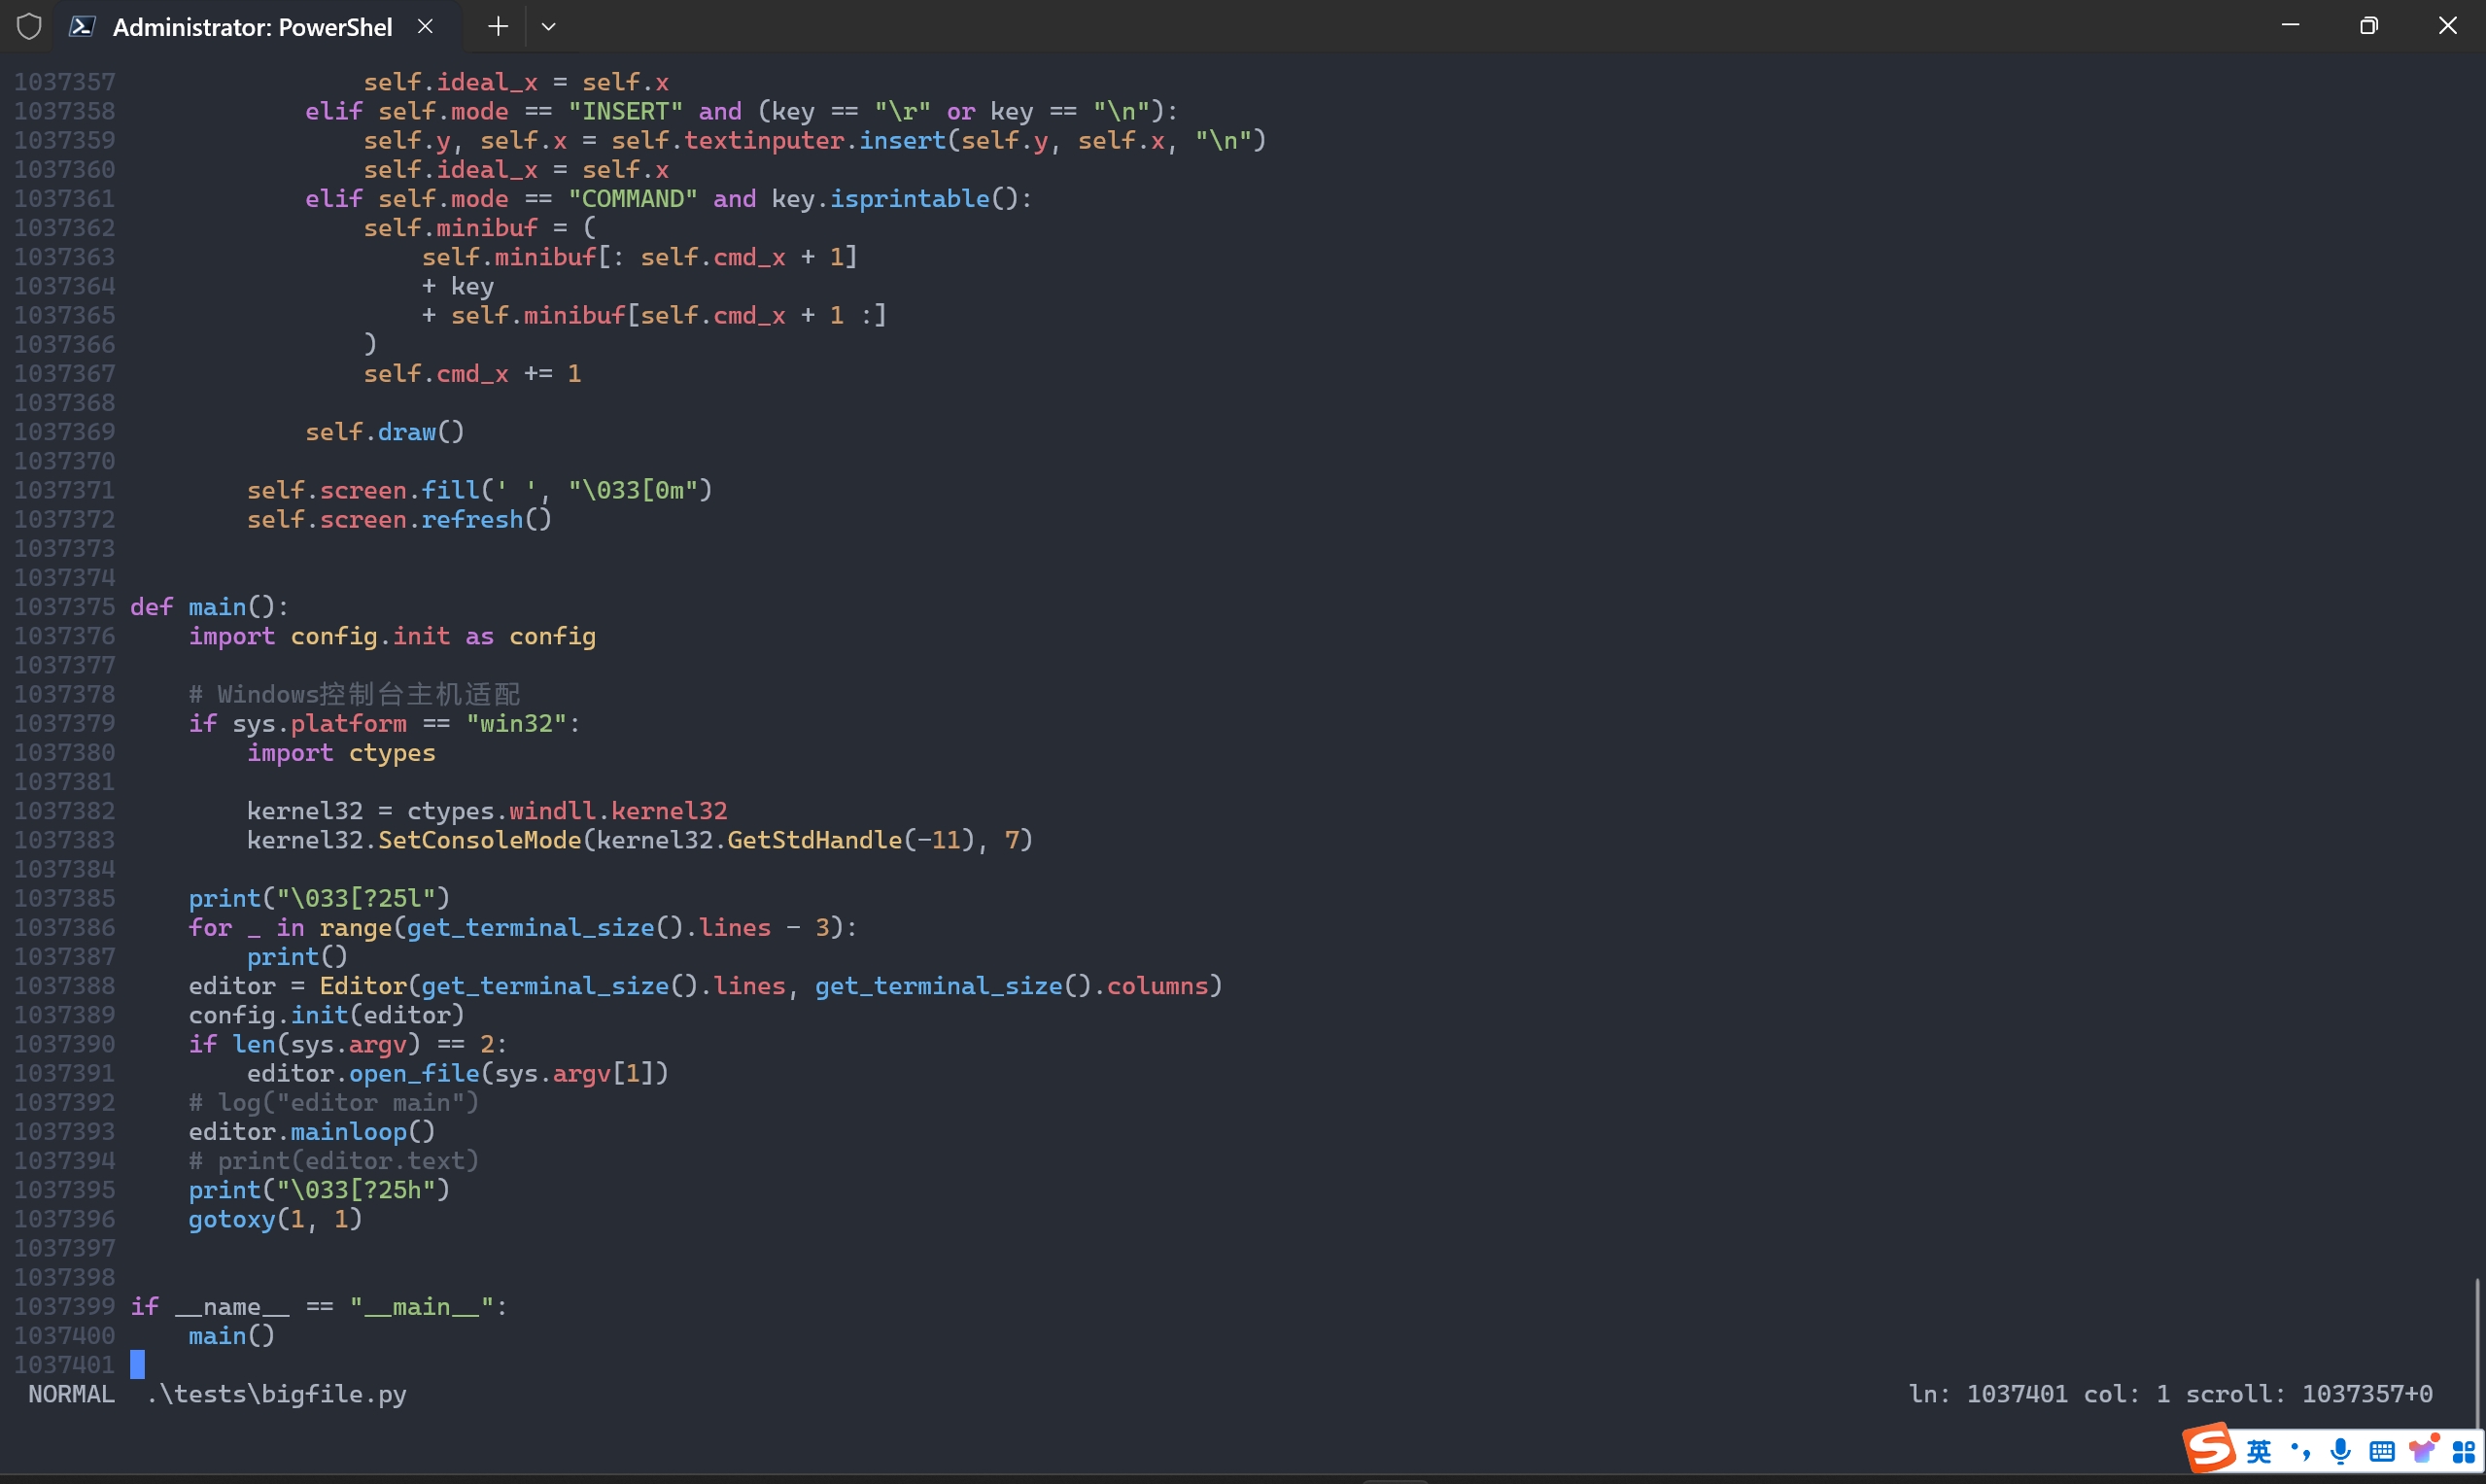 Administrator: PowerShel
1037357                 self.ideal_x = self.x
1037358             elif self.mode == "INSERT" and (key == "\r" or key == "\n"):
1037359                 self.y, self.x = self.textinputer.insert(self.y, self.x, "\n")
1037360                 self.ideal_x = self.x
1037361             elif self.mode == "COMMAND" and key.isprintable():
1037362                 self.minibuf = (
1037363                     self.minibuf[: self.cmd_x + 1]
1037364                     + key
1037365                     + self.minibuf[self.cmd_x + 1 :]
1037366                 )
1037367                 self.cmd_x += 1
1037368
1037369             self.draw()
1037370
1037371         self.screen.fill(' ', "\033[0m")
1037372         self.screen.refresh()
1037373
1037374
1037375 def main():
1037376     import config.init as config
1037377
1037378     # Windows控制台主机适配
1037379     if sys.platform == "win32":
1037380         import ctypes
1037381
1037382         kernel32 = ctypes.windll.kernel32
1037383         kernel32.SetConsoleMode(kernel32.GetStdHandle(-11), 7)
1037384
1037385     print("\033[?25l")
1037386     for _ in range(get_terminal_size().lines - 3):
1037387         print()
1037388     editor = Editor(get_terminal_size().lines, get_terminal_size().columns)
1037389     config.init(editor)
1037390     if len(sys.argv) == 2:
1037391         editor.open_file(sys.argv[1])
1037392     # log("editor main")
1037393     editor.mainloop()
1037394     # print(editor.text)
1037395     print("\033[?25h")
1037396     gotoxy(1, 1)
1037397
1037398
1037399 if __name__ == "__main__":
1037400     main()
1037401
NORMAL  .\tests\bigfile.py ln: 1037401 col: 1 scroll: 1037357+0
英